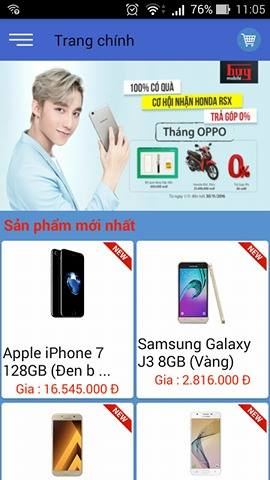 76% 11:05
Trang chính
100% CÓ QUÀ
CƠ HỘI NHẬN HONDA RSX
TRẢ GÓP 0%
huy
mobile
Tháng OPPO
Sản phẩm mới nhất
NEW
Apple iPhone 7
128GB (Đen b ...
Gia : 16.545.000 Đ
NEW
Samsung Galaxy
J3 8GB (Vàng)
Gia : 2.816.000 Đ
NEW
NEW